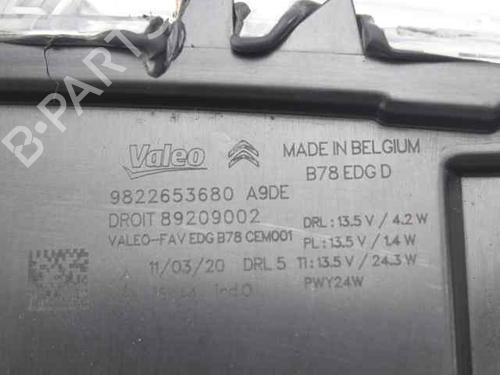 Valeo
MADE IN BELGIUM
B78 EDG D
9822653680 A9DE
DROIT 89209002
VALEO-FAV EDG B78 CEM001
DRL : 13.5 V / 4.2 W
PL : 13.5 V / 1.4 W
11/03/20 DRL 5 TI : 13.5 V / 24.3 W
PWY24W
B-PARTS